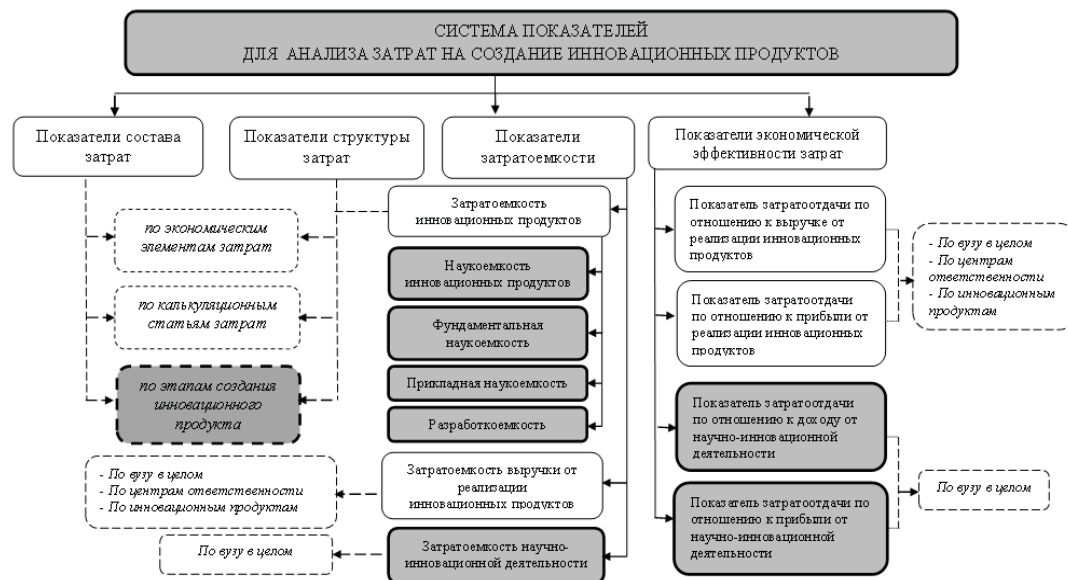 СИСТЕМА ПОКАЗАТЕЛЕЙ
ДЛЯ АНАЛИЗА ЗАТРАТ НА СОЗДАНИЕ ИННОВАЦИОННЫХ ПРОДУКТОВ
Показатели состава
затрат
Показатели структуры
затрат
Показатели
затратоемкости
Показатели экономической
эффективности затрат
по экономическим
элементам затрат
по калькуляционным
статьям затрат
по этапам создания
инновационного
продукта
Затратоемкость
инновационных продуктов
Наукоемкость
инновационных продуктов
Фундаментальная
наукоемкость
Прикладная наукоемкость
Разработкоемкость
Затратоемкость выручки от
реализации
инновационных продуктов
Затратоемкость научно-
инновационной деятельности
- По вузу в целом
- По центрам ответственности
- По инновационным продуктам
По вузу в целом
Показатель затратоотдачи по
отношению к выручке от
реализации инновационных
продуктов
Показатель затратоотдачи
по отношению к прибыли от
реализации инновационных
продуктов
Показатель затратоотдачи
по отношению к доходу от
научно-инновационной
деятельности
Показатель затратоотдачи по
отношению к прибыли от
научно-инновационной
деятельности
- По вузу в целом
- По центрам
ответственности
- По инновационным
продуктам
По вузу в целом